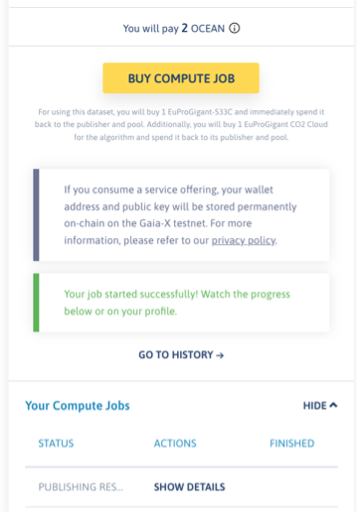 You will pay 2 OCEAN
BUY COMPUTE JOB
For using this dataset, you will buy 1 EuProGigant-533C and immediately spend it
back to the publisher and pool. Additionally, you will buy 1 EuProGigant CO2 Cloud
for the algorithm and spend it back to its publisher and pool.
If you consume a service offering, your wallet
address and public key will be stored permanently
on-chain on the Gaia-X testnet. For more
information, please refer to our privacy policy.
Your job started successfully! Watch the progress
below or on your profile.
GO TO HISTORY →
Your Compute Jobs HIDE
STATUS ACTIONS FINISHED
PUBLISHING RES... SHOW DETAILS